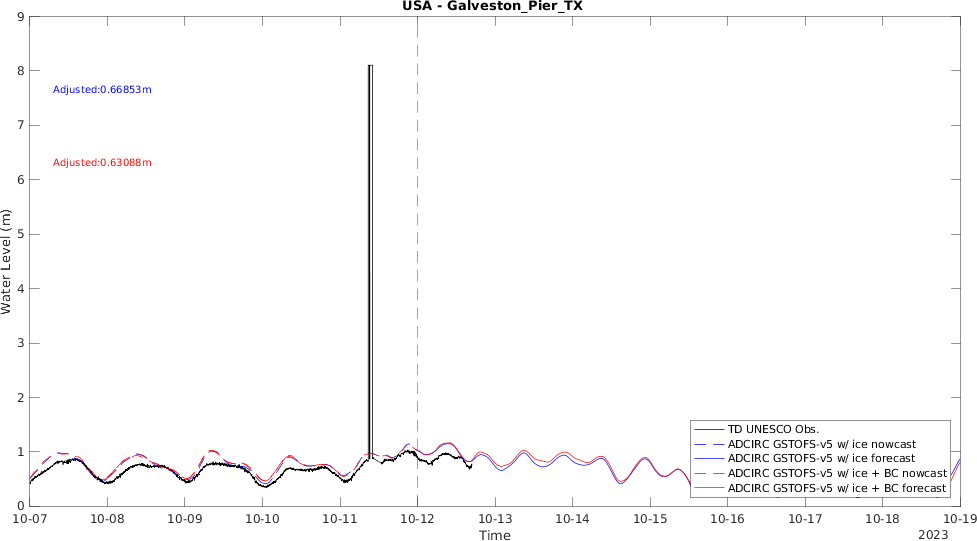 USA - Galveston_Pier_TX
9
8
7
6
5
4
3
2
1
0
Water Level (m)
Adjusted:0.66853m
Adjusted:0.63088m
TD UNESCO Obs.
ADCIRC GSTOFS-v5 w/ ice nowcast
ADCIRC GSTOFS-v5 w/ ice forecast
ADCIRC GSTOFS-v5 w/ ice + BC nowcast
ADCIRC GSTOFS-v5 w/ ice + BC forecast
10-07 10-08 10-09 10-10 10-11 10-12 10-13 10-14 10-15 10-16 10-17 10-18 10-19
Time
2023